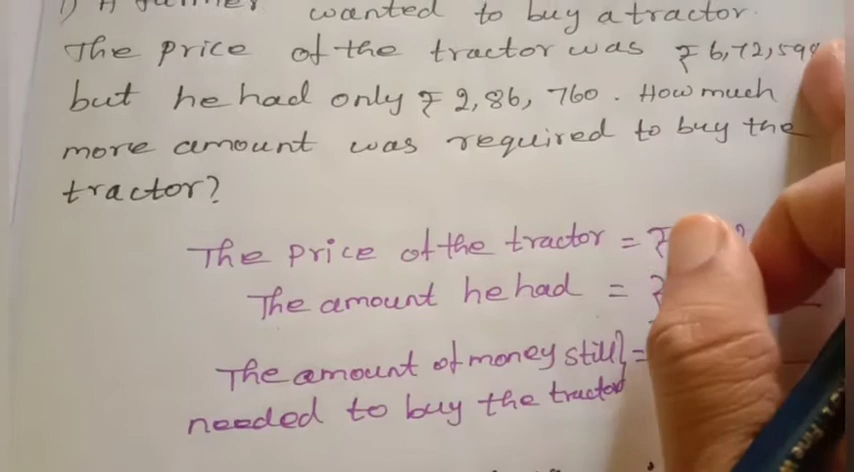 wanted to buy a tractor.
The price of the tractor was ₹ 6,72,598
but he had only ₹ 2,86,760. How much
more amount was required to buy the
tractor?
The price of the tractor = ₹
The amount he had = ₹
The amount of money still} =
needed to buy the tractor